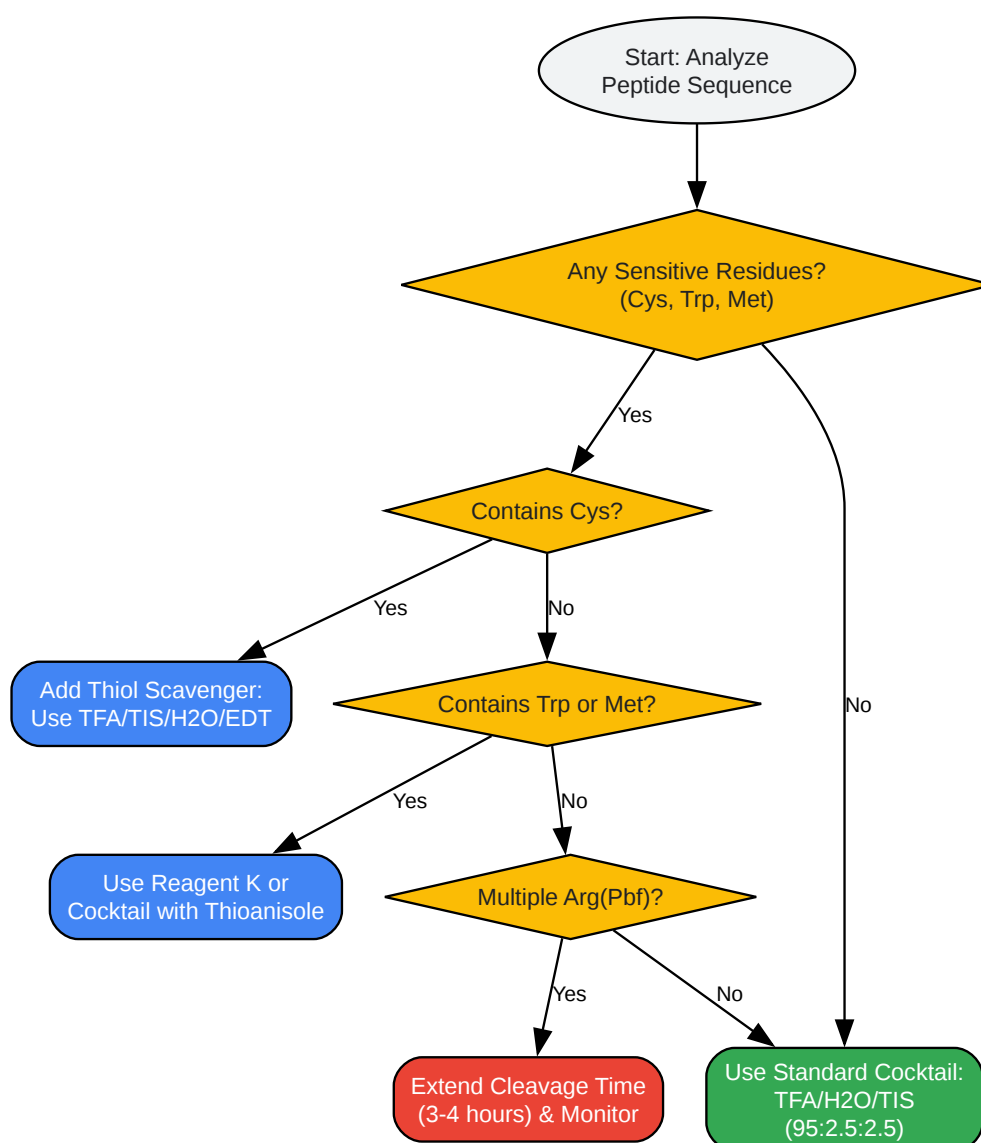 Start: Analyze
Peptide Sequence
Any Sensitive Residues?
(Cys, Trp, Met)
Yes
Contains Cys?
Yes
No
Add Thiol Scavenger:
Use TFA/TIS/H2O/EDT
Contains Trp or Met?
No
Yes
No
Use Reagent K or
Cocktail with Thioanisole
Multiple Arg(Pbf)?
Yes
No
Extend Cleavage Time
(3-4 hours) & Monitor
Use Standard Cocktail:
TFA/H2O/TIS
(95:2.5:2.5)